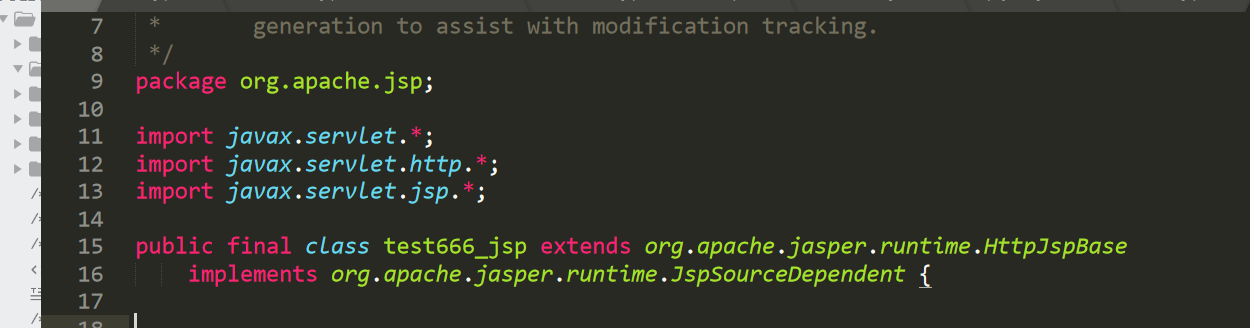 7 * generation to assist with modification tracking.
8 */
9 package org.apache.jsp;
10
11 import javax.servlet.*;
12 import javax.servlet.http.*;
13 import javax.servlet.jsp.*;
14
15 public final class test666_jsp extends org.apache.jasper.runtime.HttpJspBase
16 implements org.apache.jasper.runtime.JspSourceDependent {
17
18